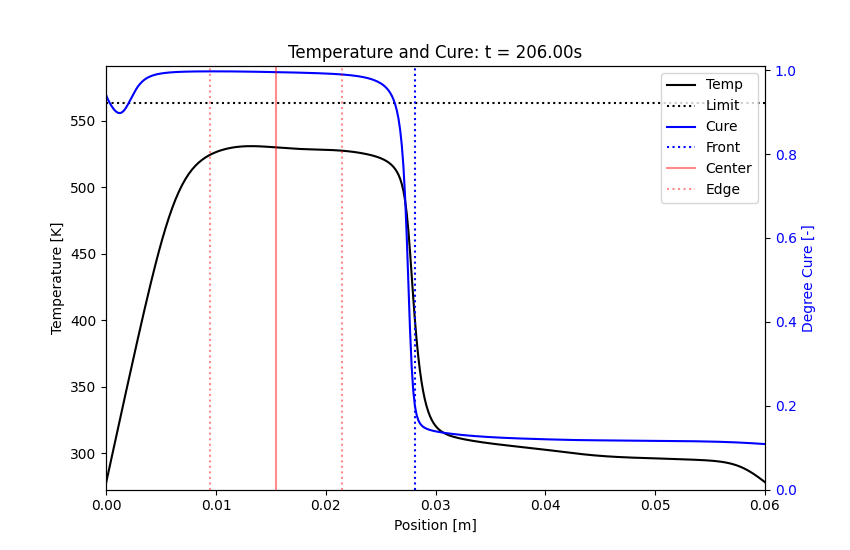 Temperature and Cure: t = 206.00s
Temperature [K]
550
500
450
400
350
300
0.00
0.01
0.02
0.03
0.04
0.05
0.06
Position [m]
1.0
0.8
0.6
0.4
0.2
0.0
Degree Cure [-]
Temp
Limit
Cure
Front
Center
Edge